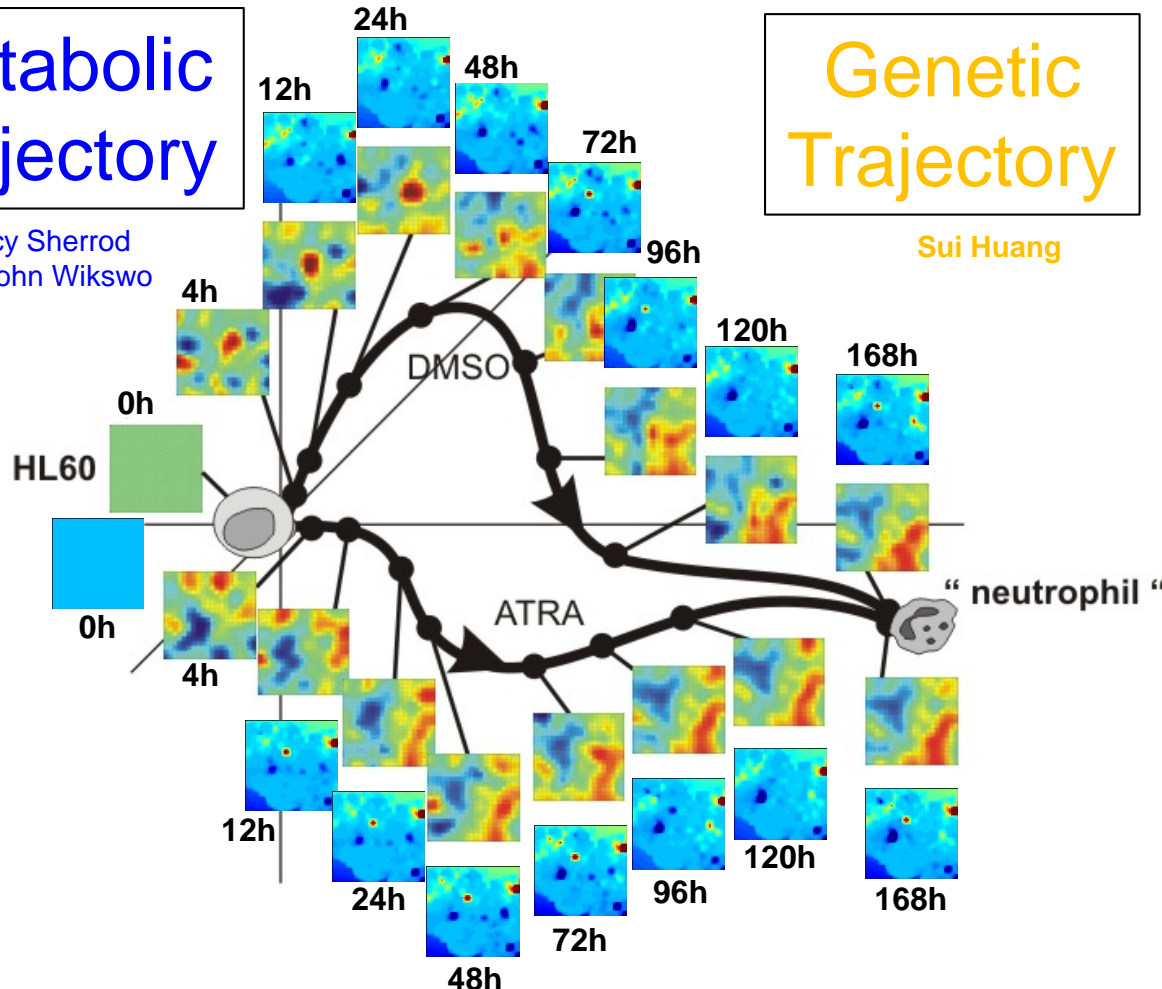 tabolic
jectory
cy Sherrod
ohn Wikswo
Genetic
Trajectory
Sui Huang
24h
12h
48h
72h
96h
4h
120h
168h
0h
DMSO
HL60
0h
4h
ATRA
“ neutrophil “
12h
24h
48h
72h
96h
120h
168h